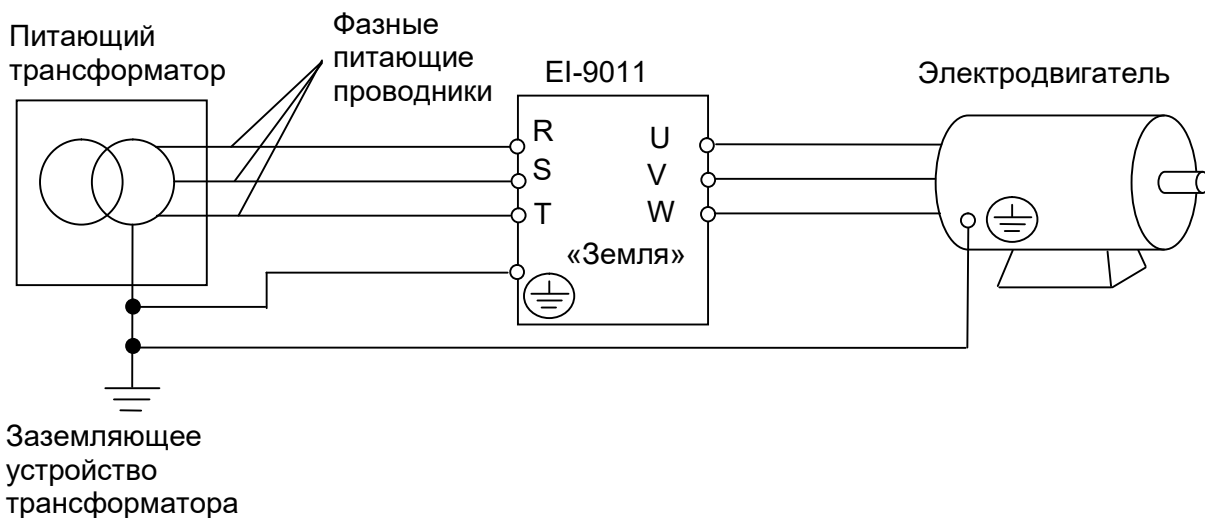 Питающий
трансформатор
Фазные
питающие
проводники
EI-9011
Электродвигатель
R
S
T
U
V
W
«Земля»
Заземляющее
устройство
трансформатора